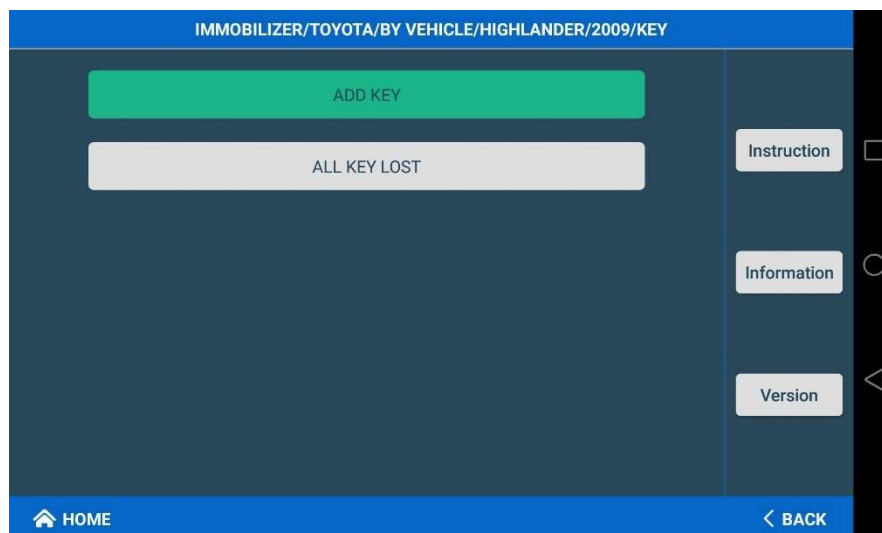 IMMOBILIZER/TOYOTA/BY VEHICLE/HIGHLANDER/2009/KEY
ADD KEY
ALL KEY LOST
Instruction
Information
Version
HOME
BACK